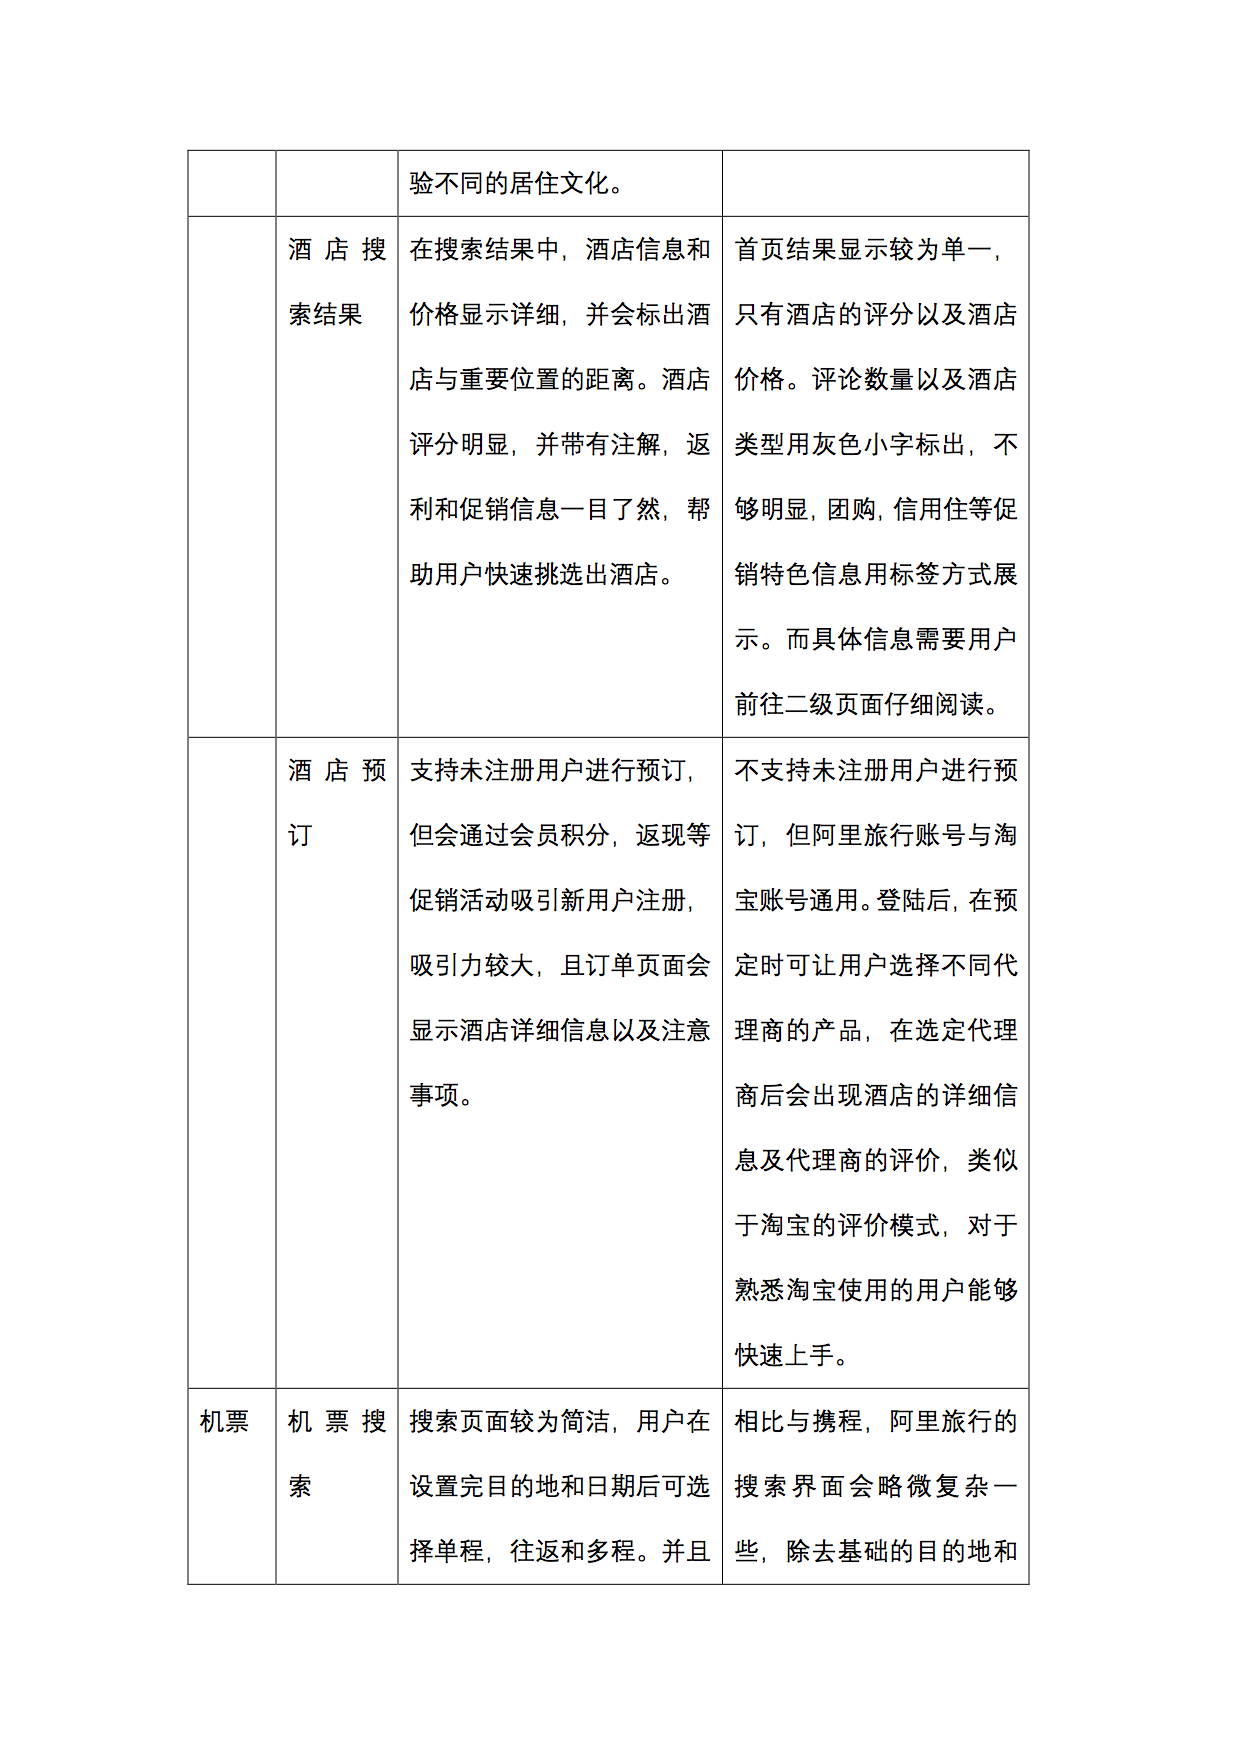 验不同的居住文化。
酒店搜
索结果
在搜索结果中，酒店信息和
价格显示详细，并会标出酒
店与重要位置的距离。酒店
评分明显，并带有注解，返
利和促销信息一目了然，帮
助用户快速挑选出酒店。
首页结果显示较为单一，
只有酒店的评分以及酒店
价格。评论数量以及酒店
类型用灰色小字标出，不
够明显，团购，信用住等促
销特色信息用标签方式展
示。而具体信息需要用户
前往二级页面仔细阅读。
酒店预
订
支持未注册用户进行预订，
但会通过会员积分，返现等
促销活动吸引新用户注册，
吸引力较大，且订单页面会
显示酒店详细信息以及注意
事项。
不支持未注册用户进行预
订，但阿里旅行账号与淘
宝账号通用。登陆后，在预
定时可让用户选择不同代
理商的产品，在选定代理
商后会出现酒店的详细信
息及代理商的评价，类似
于淘宝的评价模式，对于
熟悉淘宝使用的用户能够
快速上手。
机票
机票搜
索
搜索页面较为简洁，用户在
设置完目的地和日期后可选
择单程，往返和多程。并且
相比与携程，阿里旅行的
搜索界面会略微复杂一
些，除去基础的目的地和